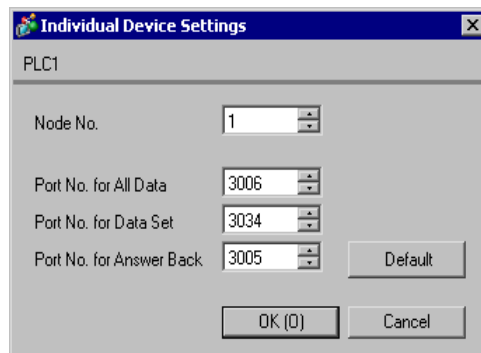 Individual Device Settings
PLC1
Node No. 1
Port No. for All Data 3006
Port No. for Data Set 3034
Port No. for Answer Back 3005 Default
OK (O) Cancel